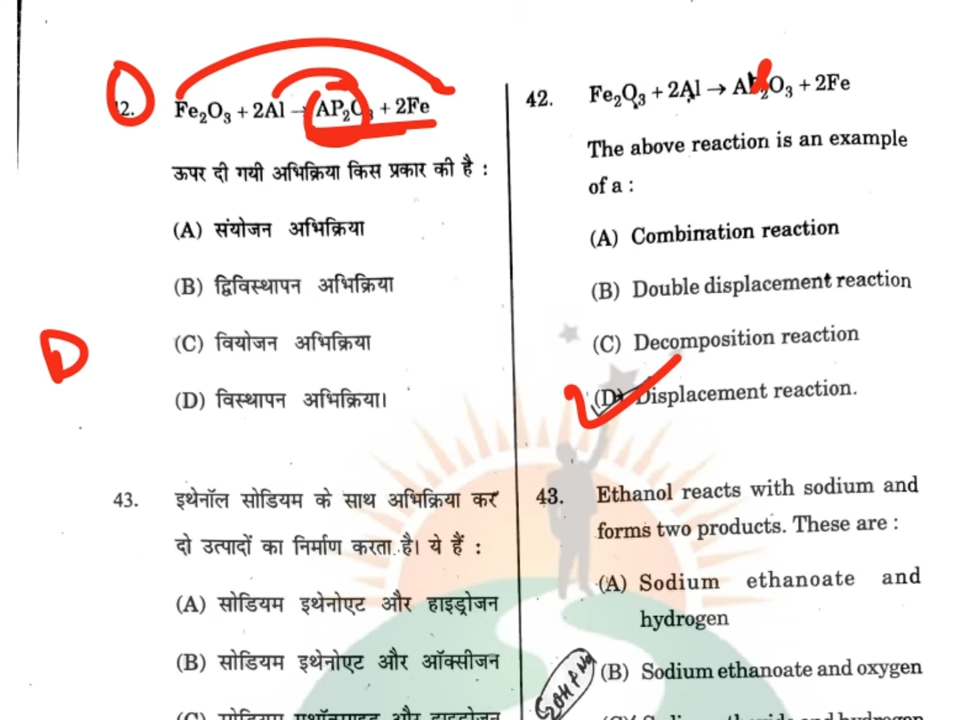 Fe₂O₃ + 2Al → AP₂O₃ + 2Fe
ऊपर दी गयी अभिक्रिया किस प्रकार की है :
(A) संयोजन अभिक्रिया
(B) द्विविस्थापन अभिक्रिया
(C) वियोजन अभिक्रिया
D
(D) विस्थापन अभिक्रिया।
43. इथेनॉल सोडियम के साथ अभिक्रिया कर
दो उत्पादों का निर्माण करता है। ये हैं :
(A) सोडियम इथेनोएट और हाइड्रोजन
(B) सोडियम इथेनोएट और ऑक्सीजन
42. Fe₂O₃ + 2Al → Al₂O₃ + 2Fe
The above reaction is an example
of a :
(A) Combination reaction
(B) Double displacement reaction
(C) Decomposition reaction
(D) Displacement reaction.
43. Ethanol reacts with sodium and
forms two products. These are :
(A) Sodium ethanoate and
hydrogen
(B) Sodium ethanoate and oxygen